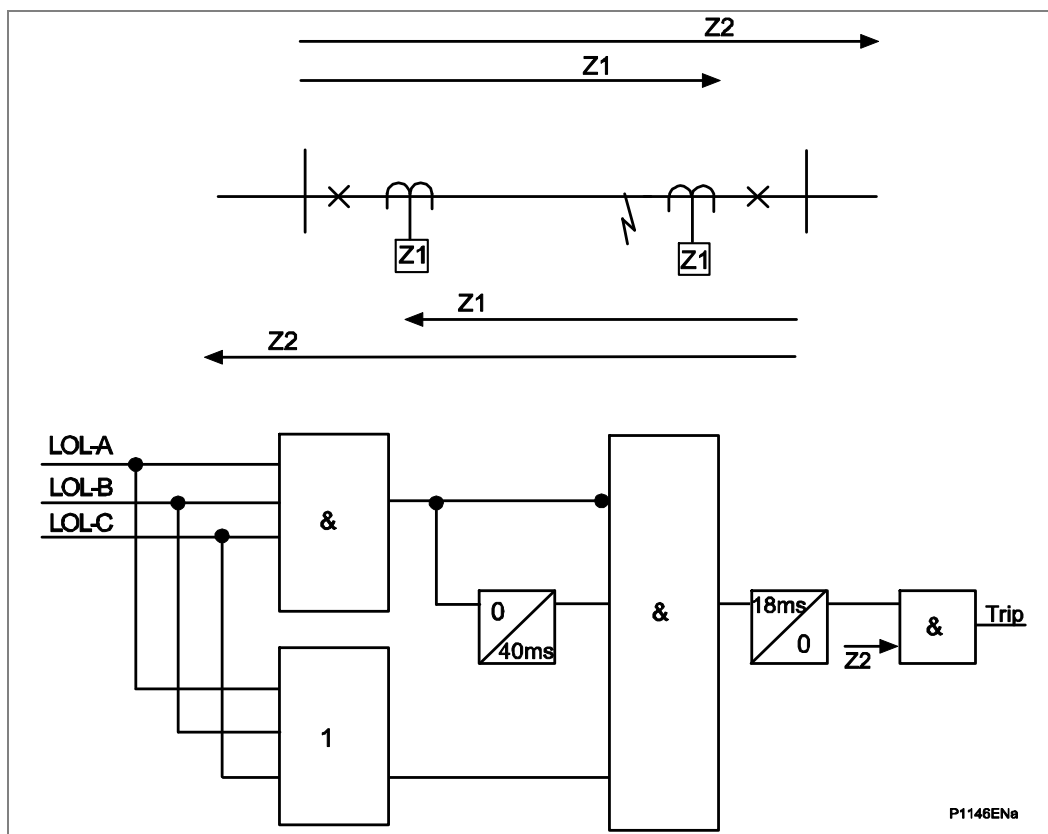 Z2
Z1
Z1
Z1
Z1
Z2
LOL-A
LOL-B
LOL-C
&
0
40ms
&
18ms
0
Z2
&
Trip
1
P1146ENa